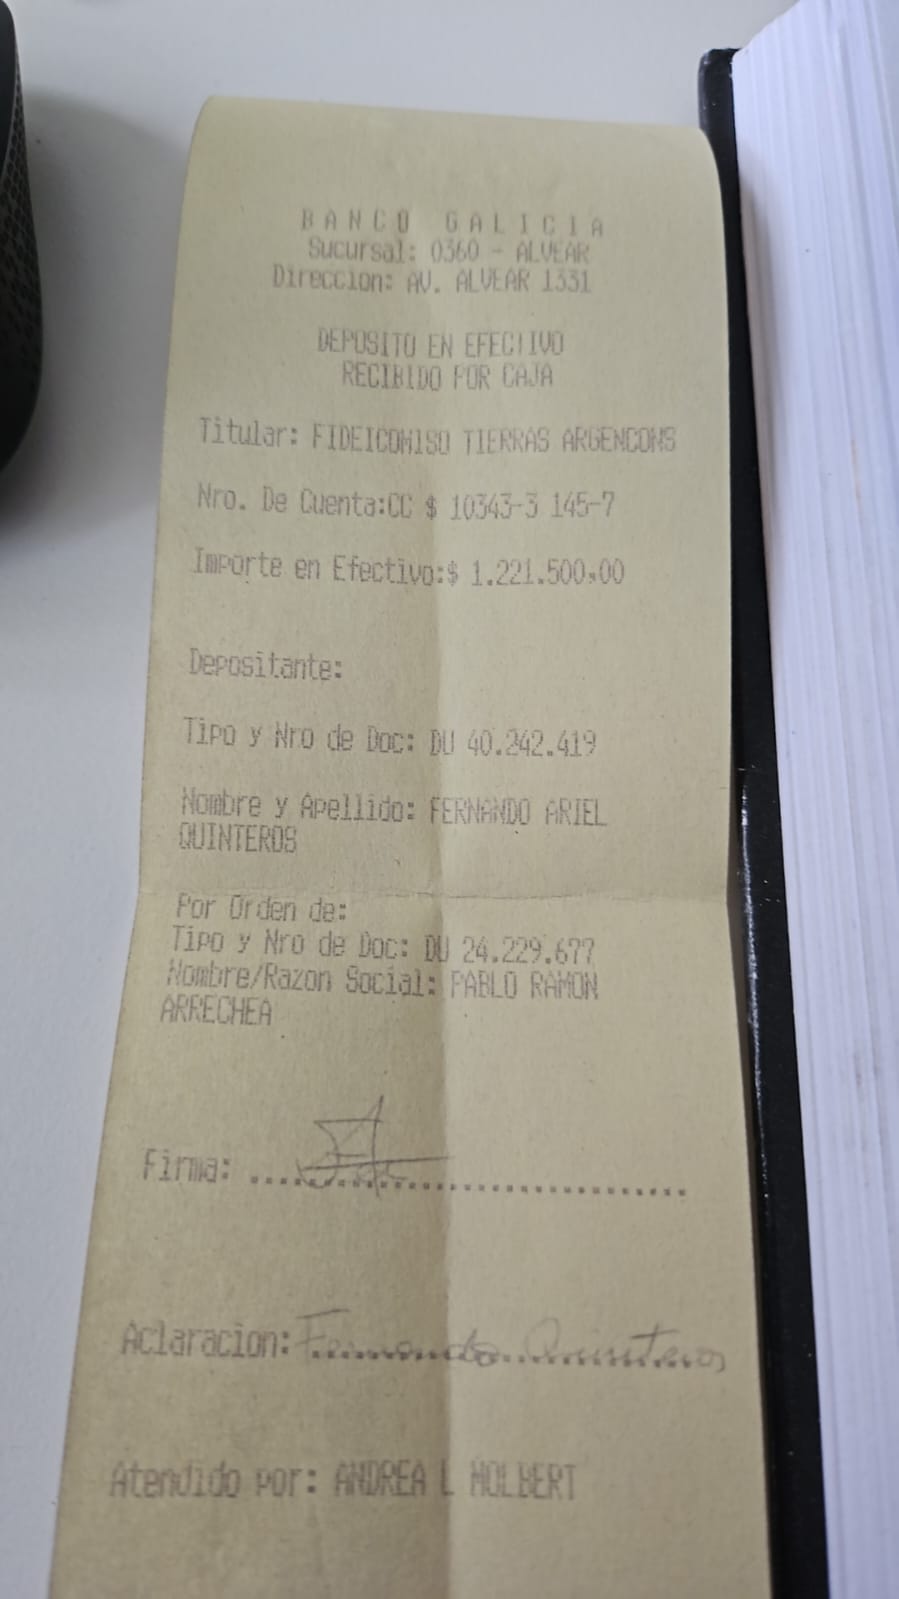 BANCO GALICIA
Sucursal: 0360 - ALVEAR
Direccion: AV. ALVEAR 1331
DEPOSITO EN EFECTIVO
RECIBIDO POR CAJA
Titular: FIDEICOMISO TIERRAS ARGENCONS
Nro. De Cuenta:CC $ 10343-3 145-7
Importe en Efectivo:$ 1.221.500,00
Depositante:
Tipo y Nro de Doc: DU 40.242.419
Nombre y Apellido: FERNANDO ARIEL
QUINTEROS
Por Orden de:
Tipo y Nro de Doc: DU 24.229.677
Nombre/Razon Social: PABLO RAMON
ARRECHEA
Firma:
Aclaracion: Fernando Quinteros
Atendido por: ANDREA L HOLBERT